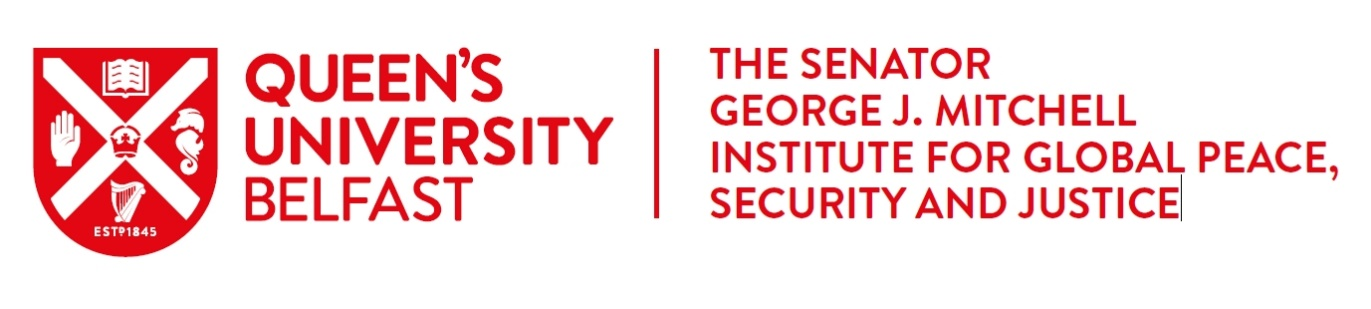 QUEEN'S
UNIVERSITY
BELFAST
ESTD 1845
THE SENATOR
GEORGE J. MITCHELL
INSTITUTE FOR GLOBAL PEACE,
SECURITY AND JUSTICE